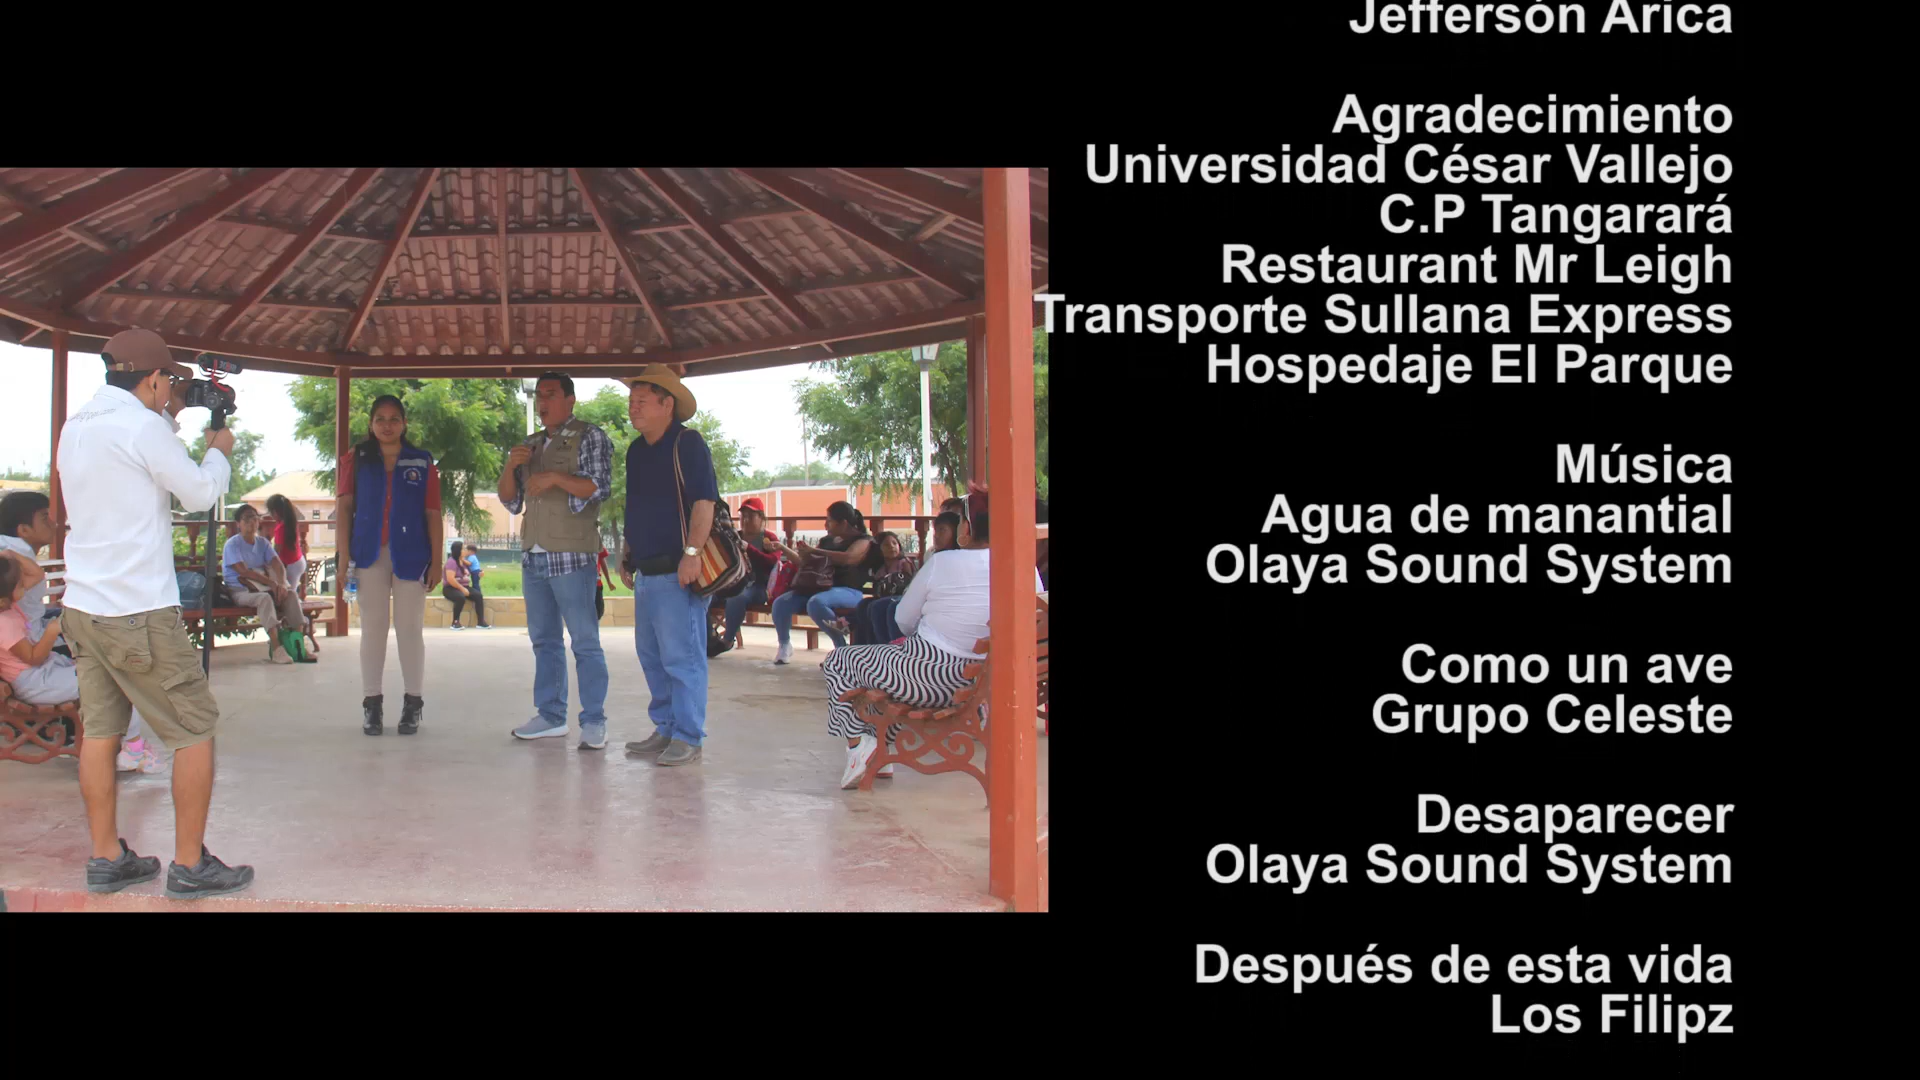 Jeffersón Arica
Agradecimiento
Universidad César Vallejo
C.P Tangarará
Restaurant Mr Leigh
Transporte Sullana Express
Hospedaje El Parque
Música
Agua de manantial
Olaya Sound System
Como un ave
Grupo Celeste
Desaparecer
Olaya Sound System
Después de esta vida
Los Filipz